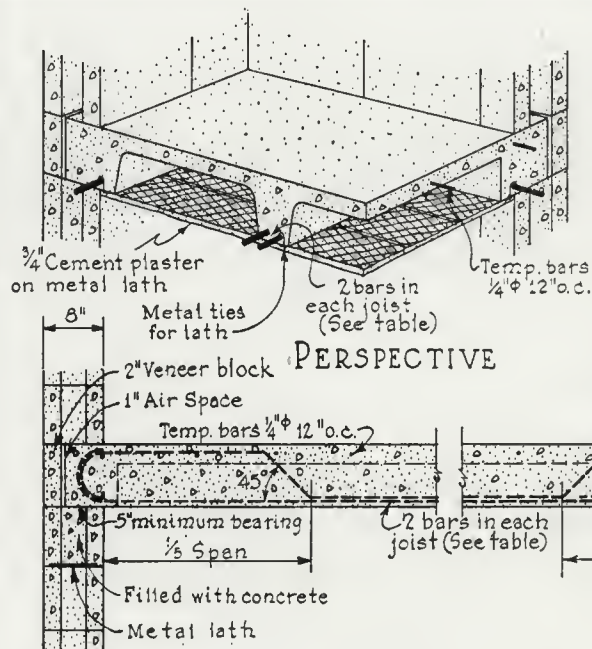 3/4" Cement plaster
on metal lath
Metal ties
for lath
2 bars in
each joist
(See table)
Temp. bars
1/4"ᶲ 12" o.c.
PERSPECTIVE
8"
2" Veneer block
1" Air Space
Temp. bars 1/4"ᶲ 12" o.c.
45°
5" minimum bearing
1/5 Span
2 bars in each
joist (See table)
Filled with concrete
Metal lath